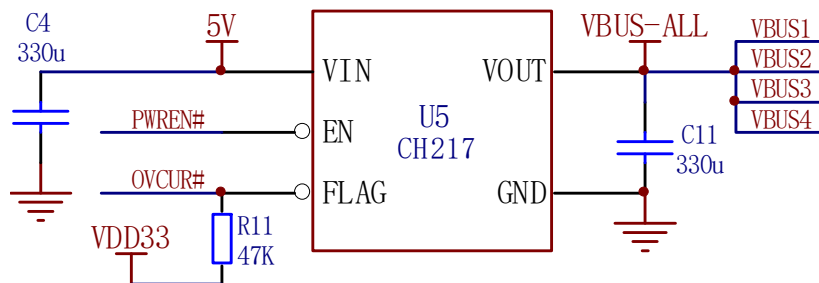 C4
330u
5V
VBUS-ALL
VBUS1
VBUS2
VBUS3
VBUS4
VIN
VOUT
PWREN#
EN
U5
CH217
C11
330u
OVCUR#
FLAG
GND
R11
47K
VDD33